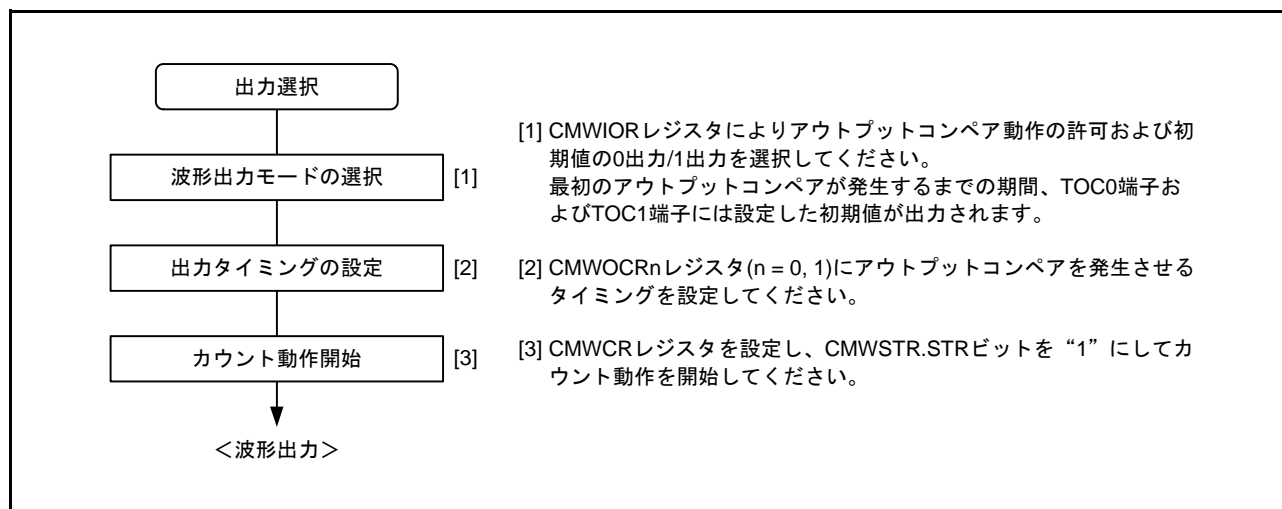 出力選択
波形出力モードの選択 [1]
[1] CMWIORレジスタによりアウトプットコンペア動作の許可および初
期値の0出力/1出力を選択してください。
最初のアウトプットコンペアが発生するまでの期間、TOC0端子お
よびTOC1端子には設定した初期値が出力されます。
出力タイミングの設定 [2]
[2] CMWOCRnレジスタ(n = 0, 1)にアウトプットコンペアを発生させる
タイミングを設定してください。
カウント動作開始 [3]
[3] CMWCRレジスタを設定し、CMWSTR.STRビットを“1”にしてカ
ウント動作を開始してください。
＜波形出力＞